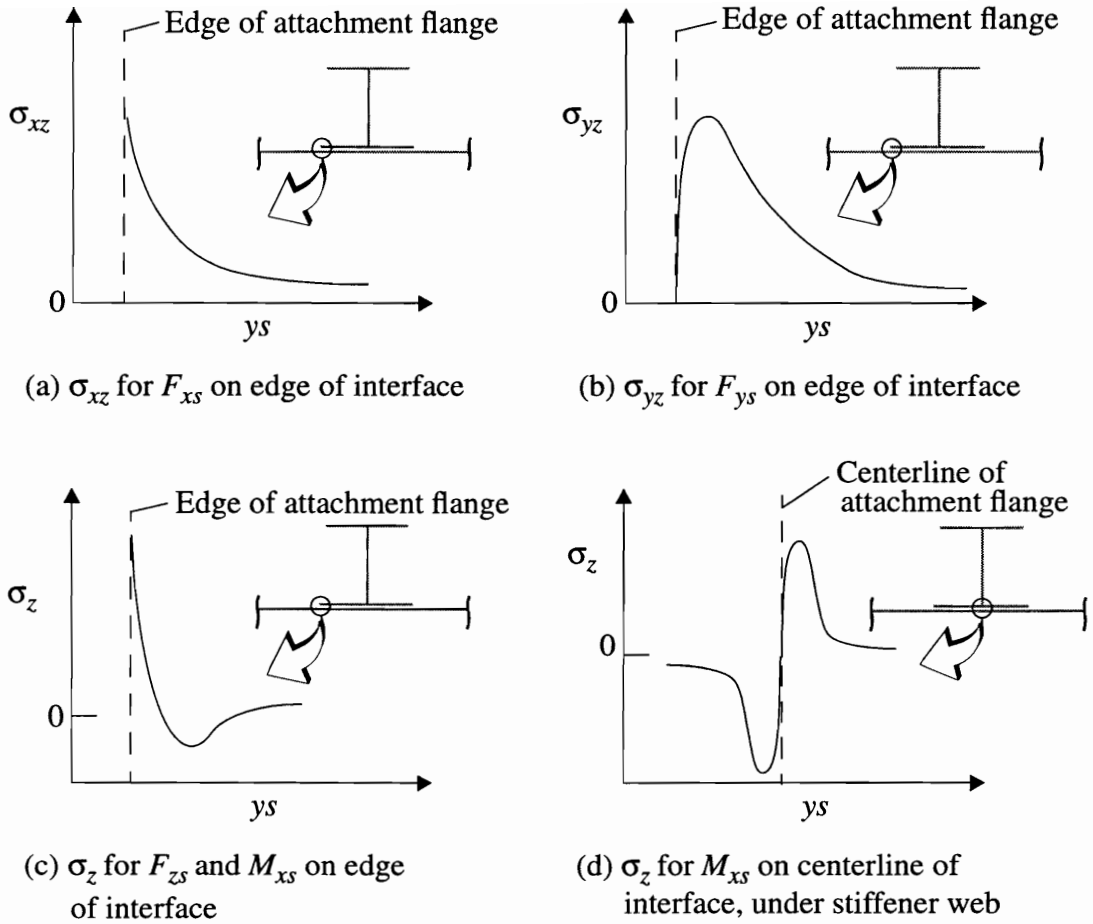 Edge of attachment flange
σxz
0
ys
(a) σxz for Fxs on edge of interface
Edge of attachment flange
σyz
0
ys
(b) σyz for Fys on edge of interface
Edge of attachment flange
σz
0
ys
(c) σz for Fzs and Mxs on edge
of interface
Centerline of
attachment flange
σz
0
ys
(d) σz for Mxs on centerline of
interface, under stiffener web